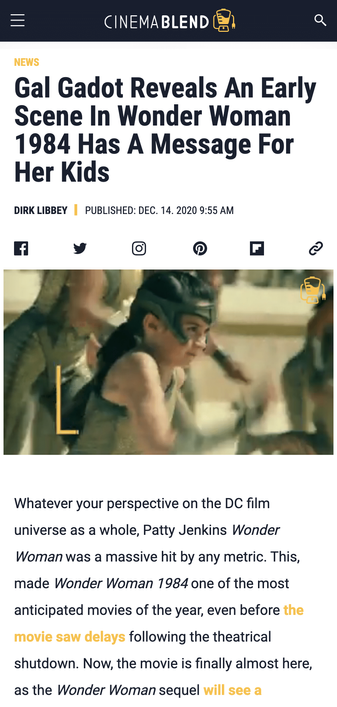 CINEMABLEND
NEWS
Gal Gadot Reveals An Early
Scene In Wonder Woman
1984 Has A Message For
Her Kids
DIRK LIBBEY | PUBLISHED: DEC. 14. 2020 9:55 AM
L
Whatever your perspective on the DC film
universe as a whole, Patty Jenkins Wonder
Woman was a massive hit by any metric. This,
made Wonder Woman 1984 one of the most
anticipated movies of the year, even before the
movie saw delays following the theatrical
shutdown. Now, the movie is finally almost here,
as the Wonder Woman sequel will see a